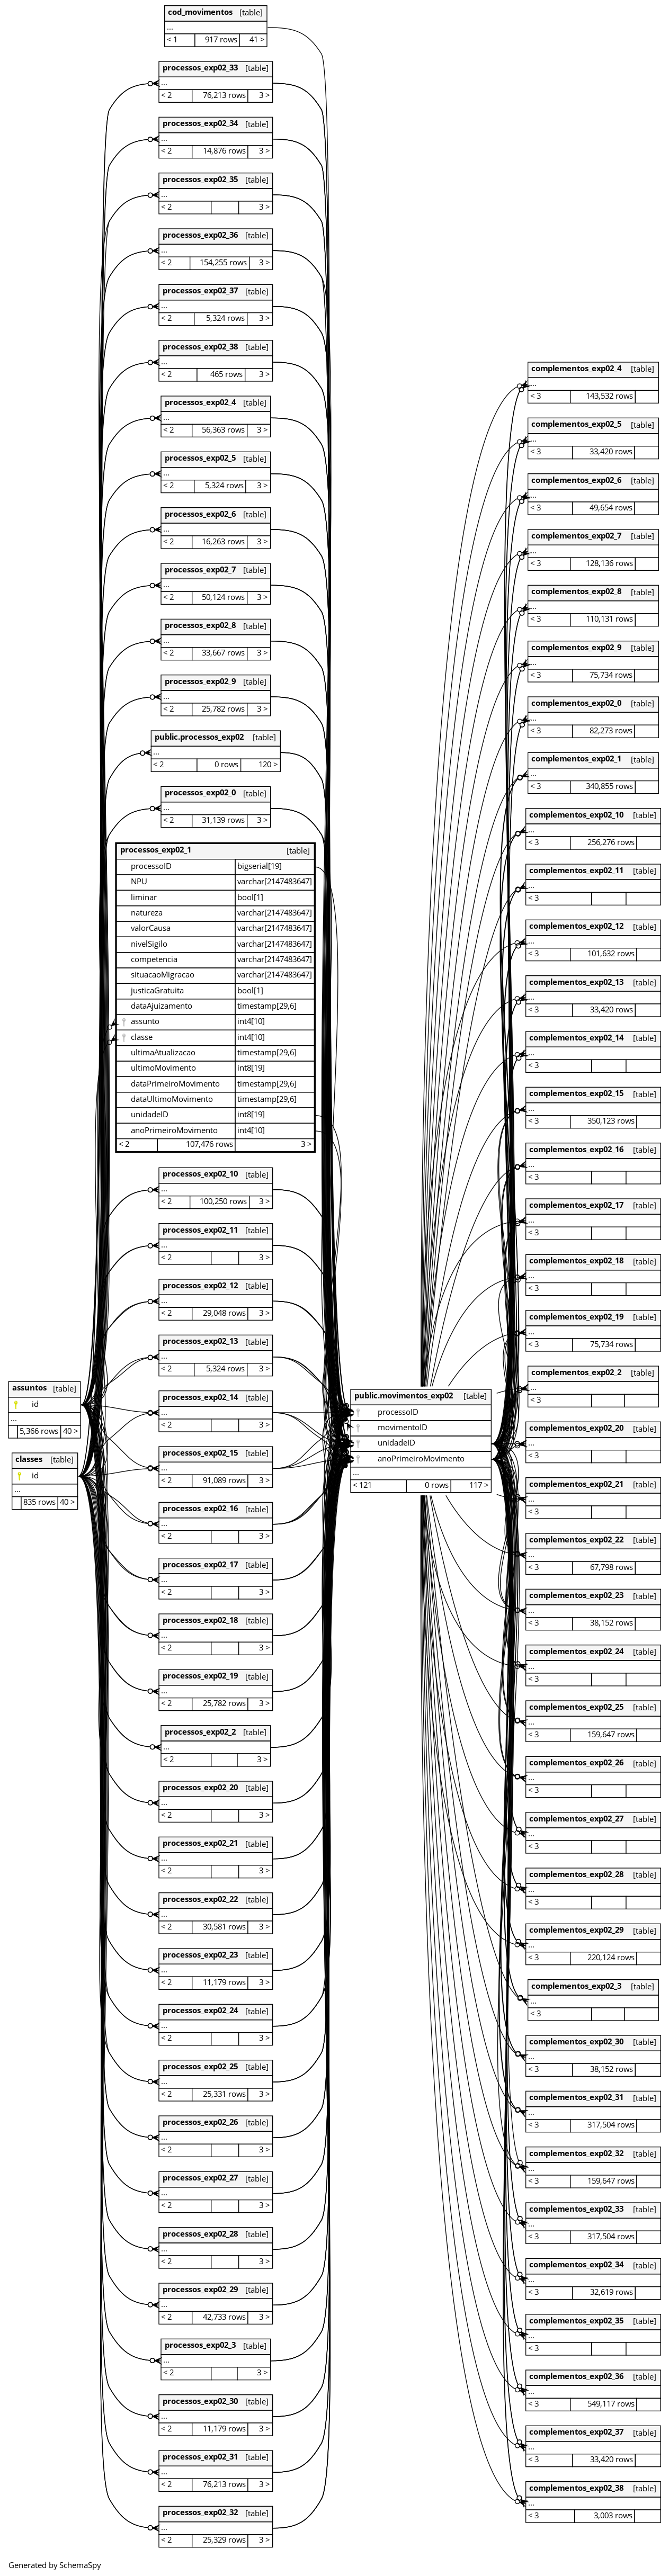 cod_movimentos [table]
...
< 1 917 rows 41 >
processos_exp02_33 [table]
...
< 2 76,213 rows 3 >
processos_exp02_34 [table]
...
< 2 14,876 rows 3 >
processos_exp02_35 [table]
...
< 2 3 >
processos_exp02_36 [table]
...
< 2 154,255 rows 3 >
processos_exp02_37 [table]
...
< 2 5,324 rows 3 >
processos_exp02_38 [table]
...
< 2 465 rows 3 >
processos_exp02_4 [table]
...
< 2 56,363 rows 3 >
processos_exp02_5 [table]
...
< 2 5,324 rows 3 >
processos_exp02_6 [table]
...
< 2 16,263 rows 3 >
processos_exp02_7 [table]
...
< 2 50,124 rows 3 >
processos_exp02_8 [table]
...
< 2 33,667 rows 3 >
processos_exp02_9 [table]
...
< 2 25,782 rows 3 >
public.processos_exp02 [table]
...
< 2 0 rows 120 >
processos_exp02_0 [table]
...
< 2 31,139 rows 3 >
processos_exp02_1 [table]
processoID bigserial[19]
NPU varchar[2147483647]
liminar bool[1]
natureza varchar[2147483647]
valorCausa varchar[2147483647]
nivelSigilo varchar[2147483647]
competencia varchar[2147483647]
situacaoMigracao varchar[2147483647]
justicaGratuita bool[1]
dataAjuizamento timestamp[29,6]
assunto int4[10]
classe int4[10]
ultimaAtualizacao timestamp[29,6]
ultimoMovimento int8[19]
dataPrimeiroMovimento timestamp[29,6]
dataUltimoMovimento timestamp[29,6]
unidadeID int8[19]
anoPrimeiroMovimento int4[10]
< 2 107,476 rows 3 >
processos_exp02_10 [table]
...
< 2 100,250 rows 3 >
processos_exp02_11 [table]
...
< 2 3 >
processos_exp02_12 [table]
...
< 2 29,048 rows 3 >
processos_exp02_13 [table]
...
< 2 5,324 rows 3 >
processos_exp02_14 [table]
...
< 2 3 >
processos_exp02_15 [table]
...
< 2 91,089 rows 3 >
processos_exp02_16 [table]
...
< 2 3 >
processos_exp02_17 [table]
...
< 2 3 >
processos_exp02_18 [table]
...
< 2 3 >
processos_exp02_19 [table]
...
< 2 25,782 rows 3 >
processos_exp02_2 [table]
...
< 2 3 >
processos_exp02_20 [table]
...
< 2 3 >
processos_exp02_21 [table]
...
< 2 3 >
processos_exp02_22 [table]
...
< 2 30,581 rows 3 >
processos_exp02_23 [table]
...
< 2 11,179 rows 3 >
processos_exp02_24 [table]
...
< 2 3 >
processos_exp02_25 [table]
...
< 2 25,331 rows 3 >
processos_exp02_26 [table]
...
< 2 3 >
processos_exp02_27 [table]
...
< 2 3 >
processos_exp02_28 [table]
...
< 2 3 >
processos_exp02_29 [table]
...
< 2 42,733 rows 3 >
processos_exp02_3 [table]
...
< 2 3 >
processos_exp02_30 [table]
...
< 2 11,179 rows 3 >
processos_exp02_31 [table]
...
< 2 76,213 rows 3 >
processos_exp02_32 [table]
...
< 2 25,329 rows 3 >
assuntos [table]
id
...
5,366 rows 40 >
classes [table]
id
...
835 rows 40 >
public.movimentos_exp02 [table]
processoID
movimentoID
unidadeID
anoPrimeiroMovimento
...
< 121 0 rows 117 >
complementos_exp02_4 [table]
...
< 3 143,532 rows
complementos_exp02_5 [table]
...
< 3 33,420 rows
complementos_exp02_6 [table]
...
< 3 49,654 rows
complementos_exp02_7 [table]
...
< 3 128,136 rows
complementos_exp02_8 [table]
...
< 3 110,131 rows
complementos_exp02_9 [table]
...
< 3 75,734 rows
complementos_exp02_0 [table]
...
< 3 82,273 rows
complementos_exp02_1 [table]
...
< 3 340,855 rows
complementos_exp02_10 [table]
...
< 3 256,276 rows
complementos_exp02_11 [table]
...
< 3
complementos_exp02_12 [table]
...
< 3 101,632 rows
complementos_exp02_13 [table]
...
< 3 33,420 rows
complementos_exp02_14 [table]
...
< 3
complementos_exp02_15 [table]
...
< 3 350,123 rows
complementos_exp02_16 [table]
...
< 3
complementos_exp02_17 [table]
...
< 3
complementos_exp02_18 [table]
...
< 3
complementos_exp02_19 [table]
...
< 3 75,734 rows
complementos_exp02_2 [table]
...
< 3
complementos_exp02_20 [table]
...
< 3
complementos_exp02_21 [table]
...
< 3
complementos_exp02_22 [table]
...
< 3 67,798 rows
complementos_exp02_23 [table]
...
< 3 38,152 rows
complementos_exp02_24 [table]
...
< 3
complementos_exp02_25 [table]
...
< 3 159,647 rows
complementos_exp02_26 [table]
...
< 3
complementos_exp02_27 [table]
...
< 3
complementos_exp02_28 [table]
...
< 3
complementos_exp02_29 [table]
...
< 3 220,124 rows
complementos_exp02_3 [table]
...
< 3
complementos_exp02_30 [table]
...
< 3 38,152 rows
complementos_exp02_31 [table]
...
< 3 317,504 rows
complementos_exp02_32 [table]
...
< 3 159,647 rows
complementos_exp02_33 [table]
...
< 3 317,504 rows
complementos_exp02_34 [table]
...
< 3 32,619 rows
complementos_exp02_35 [table]
...
< 3
complementos_exp02_36 [table]
...
< 3 549,117 rows
complementos_exp02_37 [table]
...
< 3 33,420 rows
complementos_exp02_38 [table]
...
< 3 3,003 rows
Generated by SchemaSpy